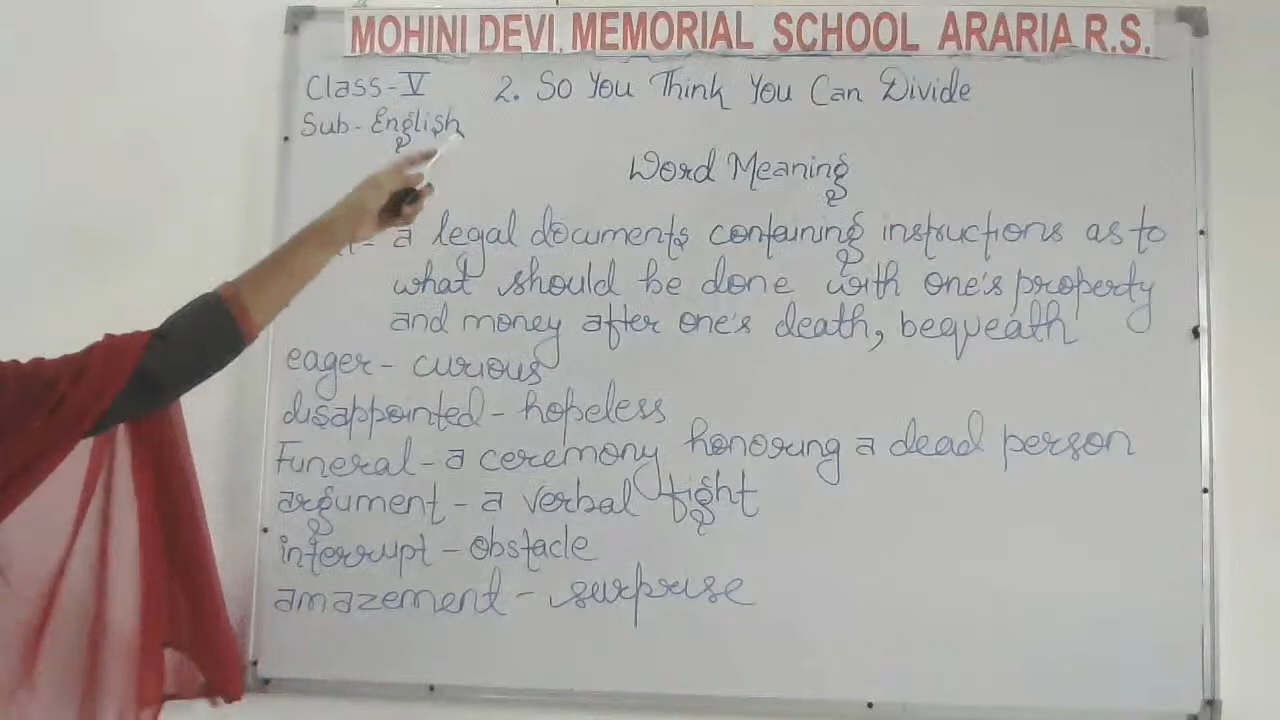 MOHINI DEVI MEMORIAL SCHOOL ARARIA R.S.
Class-V 2. So You Think You Can Divide
Sub-English
Word Meaning
- a legal documents containing instructions as to
what should be done with one's property
and money after one's death, bequeath
eager- curious
disappointed- hopeless
Funeral- a ceremony honoring a dead person
argument- a verbal fight
interrupt- obstacle
amazement- surprise